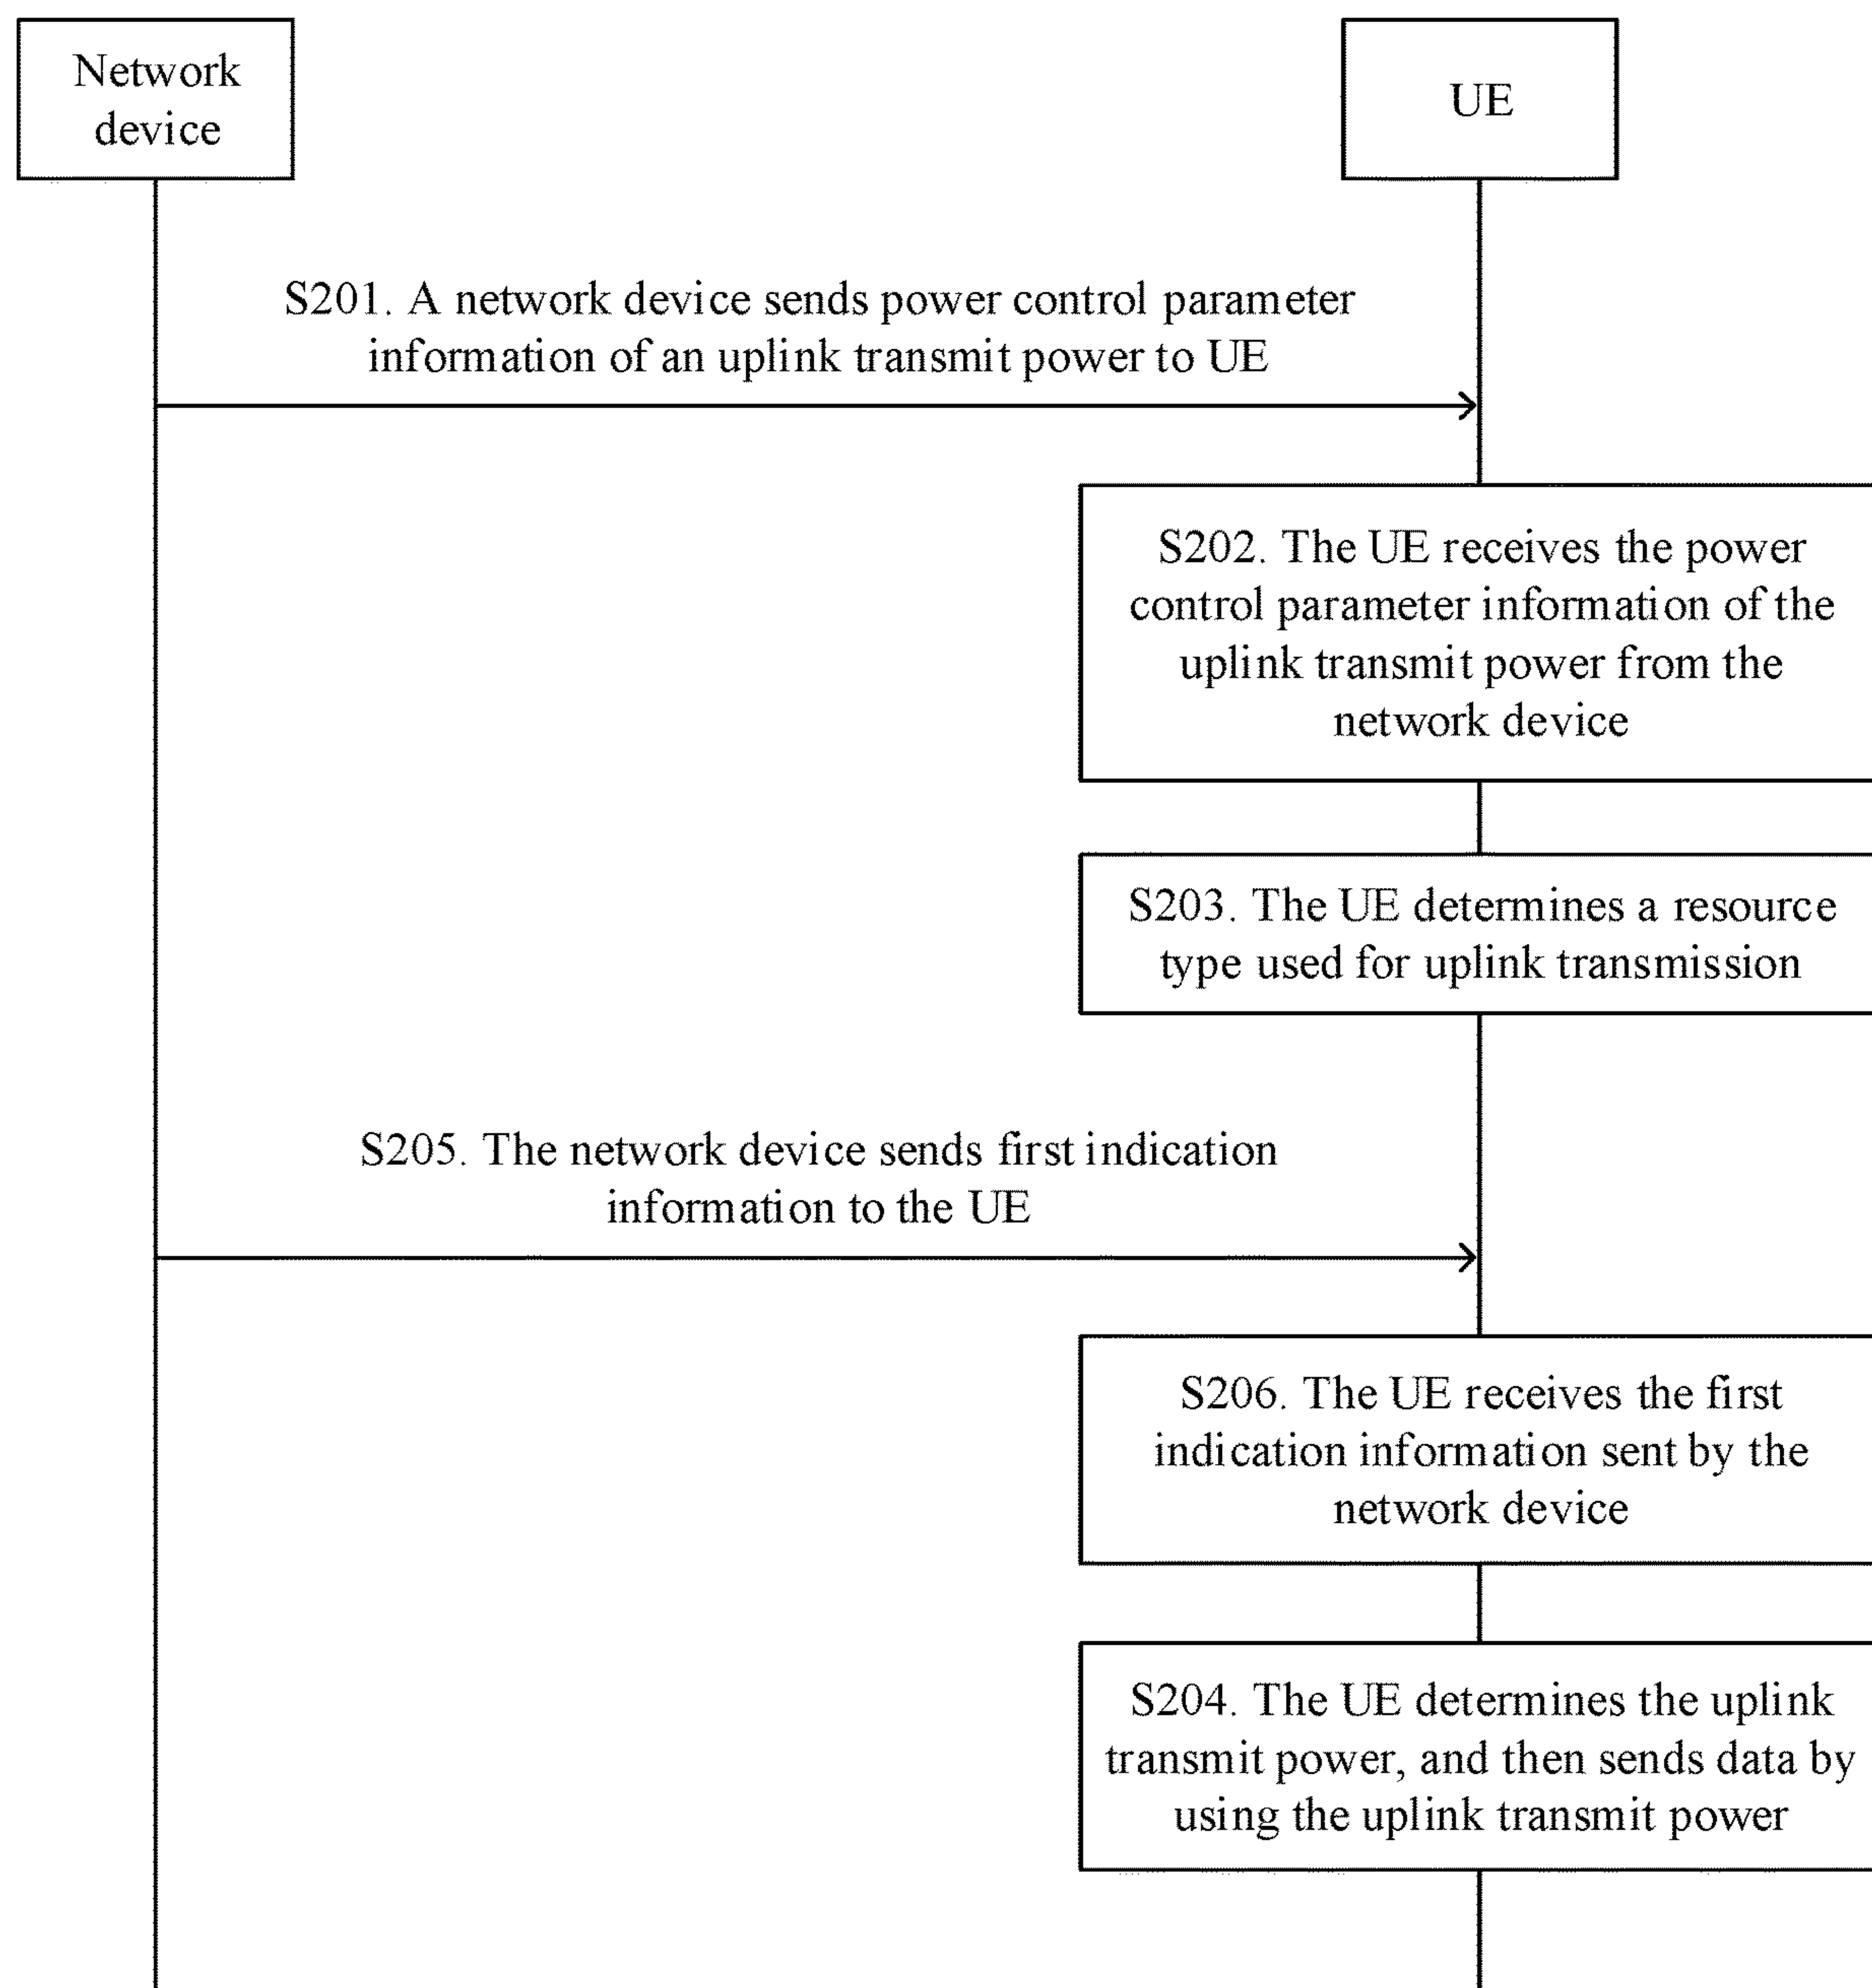 Network
device
UE
S201. A network device sends power control parameter
information of an uplink transmit power to UE
S202. The UE receives the power
control parameter information of the
uplink transmit power from the
network device
S203. The UE determines a resource
type used for uplink transmission
S205. The network device sends first indication
information to the UE
S206. The UE receives the first
indication information sent by the
network device
S204. The UE determines the uplink
transmit power, and then sends data by
using the uplink transmit power